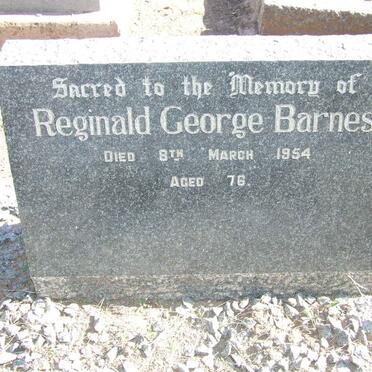 Sacred to the Memory of
Reginald George Barnes
Died 8th March 1954
Aged 76.